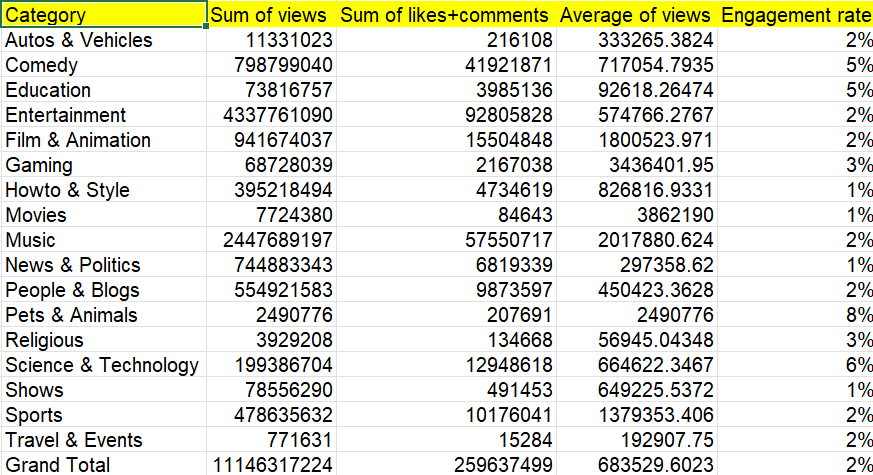 Category Sum of views Sum of likes+comments Average of views Engagement rate
Autos & Vehicles 11331023 216108 333265.3824 2%
Comedy 798799040 41921871 717054.7935 5%
Education 73816757 3985136 92618.26474 5%
Entertainment 4337761090 92805828 574766.2767 2%
Film & Animation 941674037 15504848 1800523.971 2%
Gaming 68728039 2167038 3436401.95 3%
Howto & Style 395218494 4734619 826816.9331 1%
Movies 7724380 84643 3862190 1%
Music 2447689197 57550717 2017880.624 2%
News & Politics 744883343 6819339 297358.62 1%
People & Blogs 554921583 9873597 450423.3628 2%
Pets & Animals 2490776 207691 2490776 8%
Religious 3929208 134668 56945.04348 3%
Science & Technology 199386704 12948618 664622.3467 6%
Shows 78556290 491453 649225.5372 1%
Sports 478635632 10176041 1379353.406 2%
Travel & Events 771631 15284 192907.75 2%
Grand Total 11146317224 259637499 683529.6023 2%